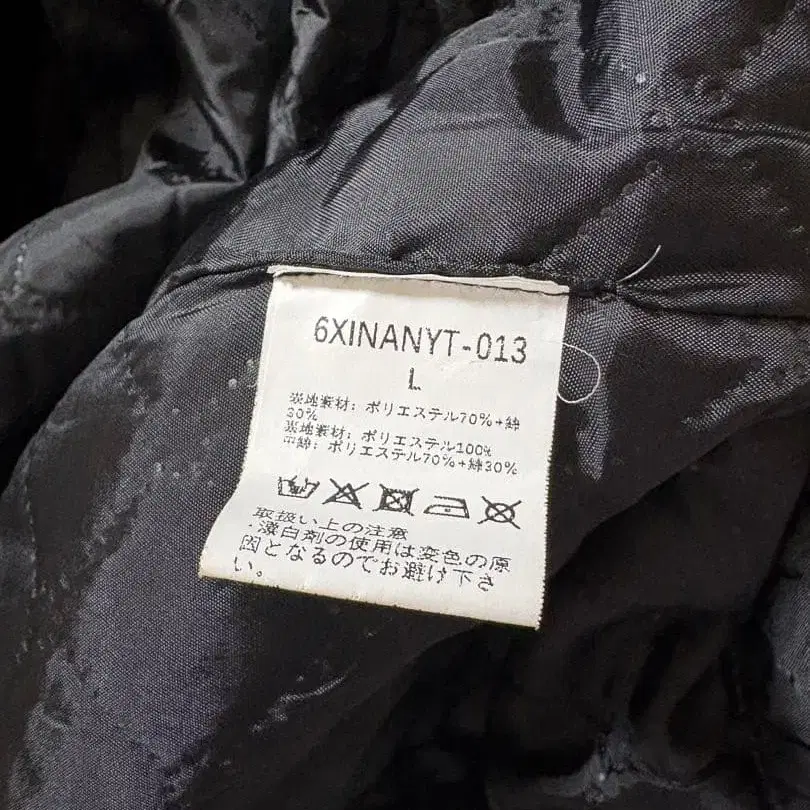 6XINANYT-013
L
表地素材: ポリエステル70%+綿
30%
裏地素材: ポリエステル100%
中綿: ポリエステル70%+綿30%
取扱い上の注意
・漂白剤の使用は変色の原
因となるのでお避け下さ
い。